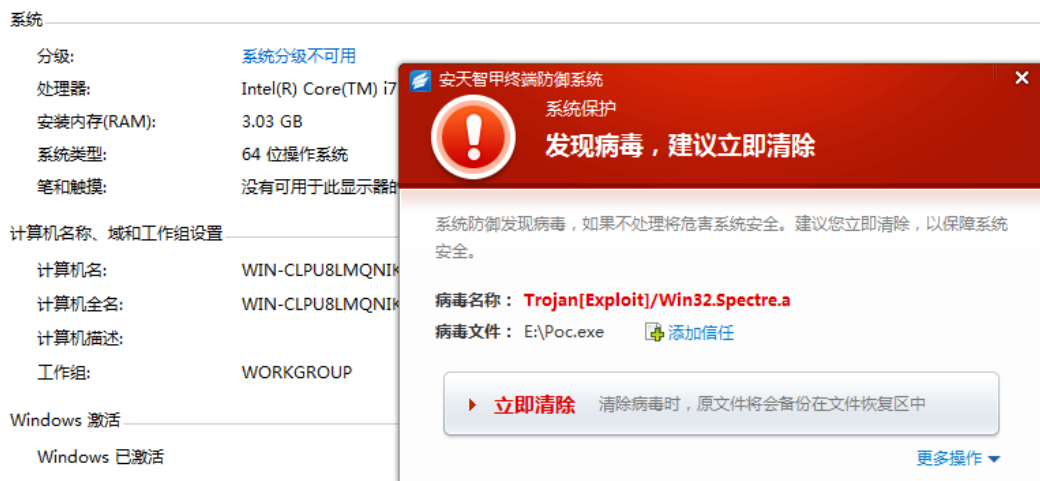 系统
分级: 系统分级不可用
处理器: Intel(R) Core(TM) i7
安装内存(RAM): 3.03 GB
系统类型: 64 位操作系统
笔和触摸: 没有可用于此显示器
计算机名称、域和工作组设置
计算机名: WIN-CLPU8LMQNIK
计算机全名: WIN-CLPU8LMQNIK
计算机描述:
工作组: WORKGROUP
Windows 激活
Windows 已激活
安天智甲终端防御系统
系统保护
发现病毒，建议立即清除
系统防御发现病毒，如果不处理将危害系统安全。建议您立即清除，以保障系统
安全。
病毒名称： Trojan[Exploit]/Win32.Spectre.a
病毒文件： E:\Poc.exe 添加信任
立即清除 清除病毒时，原文件将会备份在文件恢复区中
更多操作